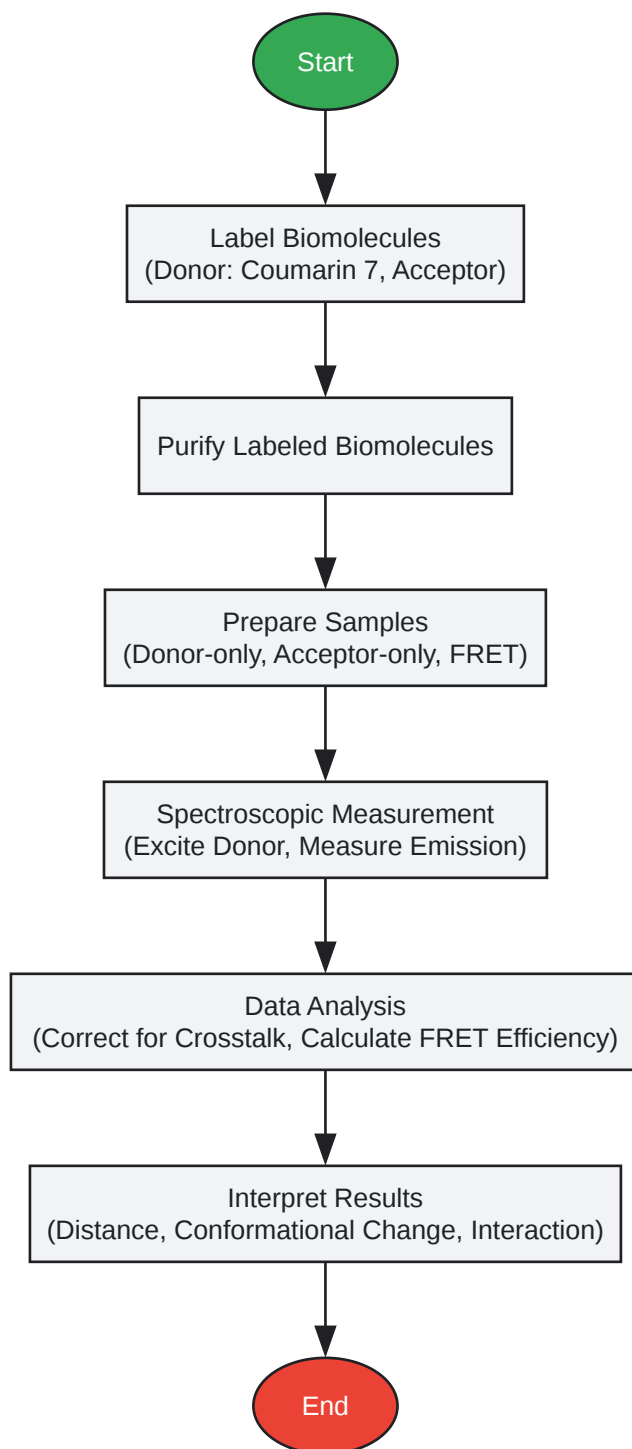 Start
Label Biomolecules
(Donor: Coumarin 7, Acceptor)
Purify Labeled Biomolecules
Prepare Samples
(Donor-only, Acceptor-only, FRET)
Spectroscopic Measurement
(Excite Donor, Measure Emission)
Data Analysis
(Correct for Crosstalk, Calculate FRET Efficiency)
Interpret Results
(Distance, Conformational Change, Interaction)
End